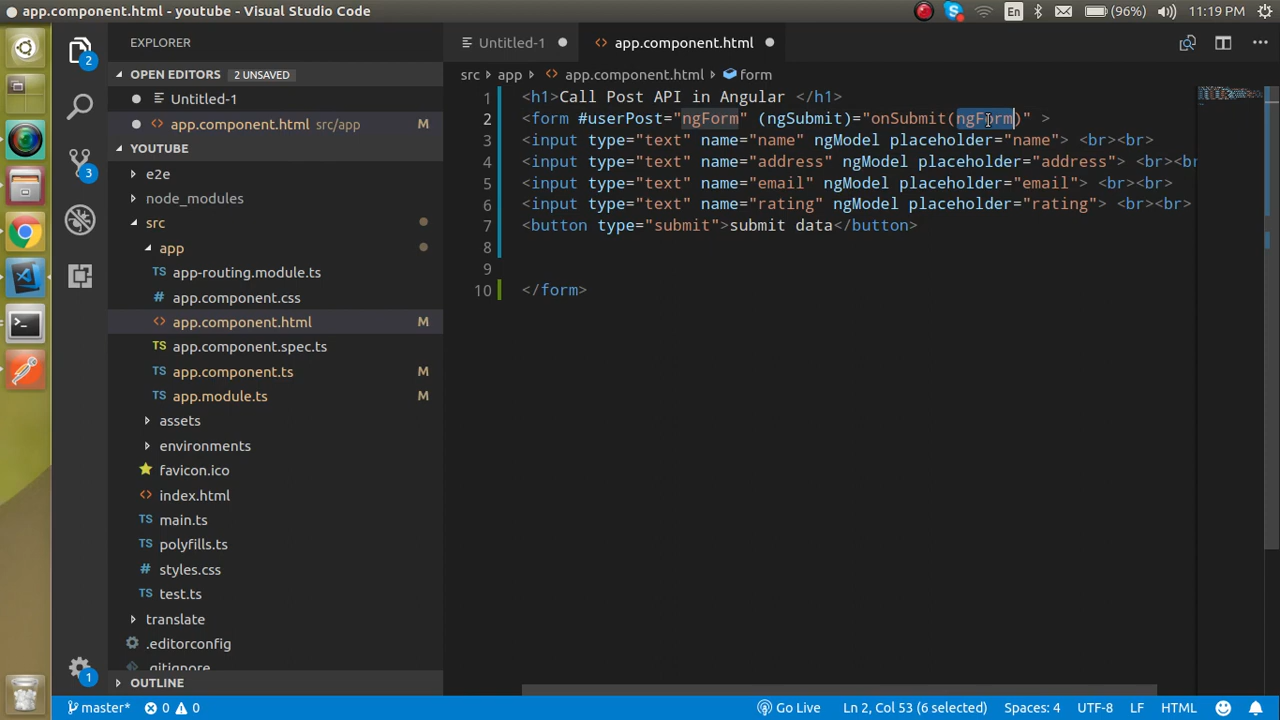 app.component.html - youtube - Visual Studio Code
En
(96%)
11:19 PM
EXPLORER
OPEN EDITORS 2 UNSAVED
Untitled-1
app.component.html src/app
YOUTUBE
e2e
node_modules
src
app
app-routing.module.ts
app.component.css
app.component.html M
app.component.spec.ts
app.component.ts M
app.module.ts M
assets
environments
favicon.ico
index.html
main.ts
polyfills.ts
styles.css
test.ts
translate
.editorconfig
.gitignore
OUTLINE
Untitled-1
app.component.html
src > app > app.component.html > form
1 <h1>Call Post API in Angular </h1>
2 <form #userPost="ngForm" (ngSubmit)="onSubmit(ngForm)" >
3 <input type="text" name="name" ngModel placeholder="name"> <br><br>
4 <input type="text" name="address" ngModel placeholder="address"> <br><br
5 <input type="text" name="email" ngModel placeholder="email"> <br><br>
6 <input type="text" name="rating" ngModel placeholder="rating"> <br><br>
7 <button type="submit">submit data</button>
8
9
10 </form>
2
3
1
master*
0
0
Go Live
Ln 2, Col 53 (6 selected)
Spaces: 4
UTF-8
LF
HTML